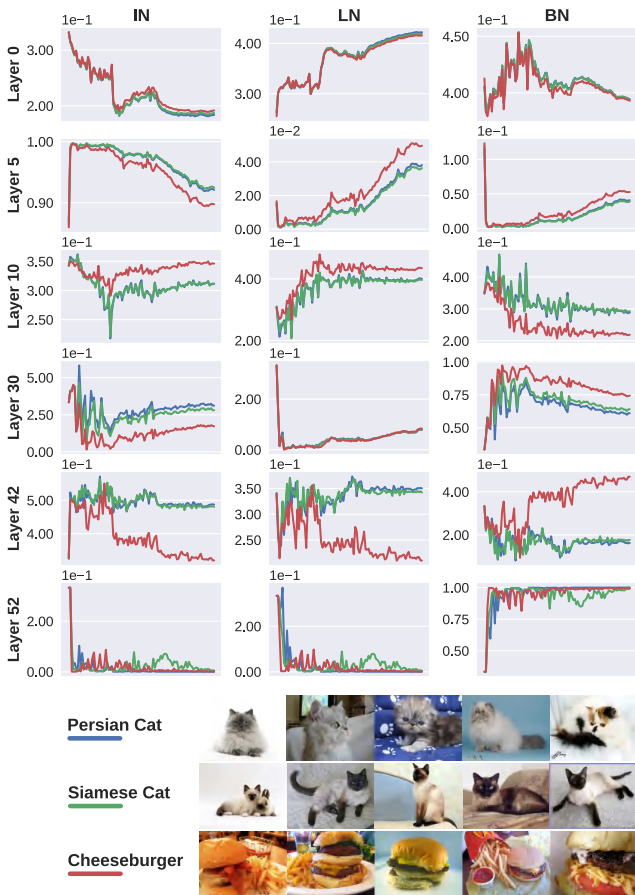 IN LN BN
Layer 0
1e−1 1e−1 1e−1
3.00 2.00
4.00 3.00
4.50 4.00
Layer 5
1.00 0.90
1e−2
4.00 2.00 0.00
1e−1
1.00 0.50 0.00
Layer 10
1e−1
3.50 3.00 2.50
1e−1
4.00 2.00
1e−1
4.00 3.00 2.00
Layer 30
1e−1
5.00 2.50 0.00
1e−1
2.00 0.00
1.00 0.75 0.50
Layer 42
1e−1
5.00 4.00
1e−1
3.50 3.00 2.50
1e−1
4.00 2.00
Layer 52
1e−1
2.00 0.00
1e−1
2.00 0.00
1.00 0.75 0.50
Persian Cat
Siamese Cat
Cheeseburger